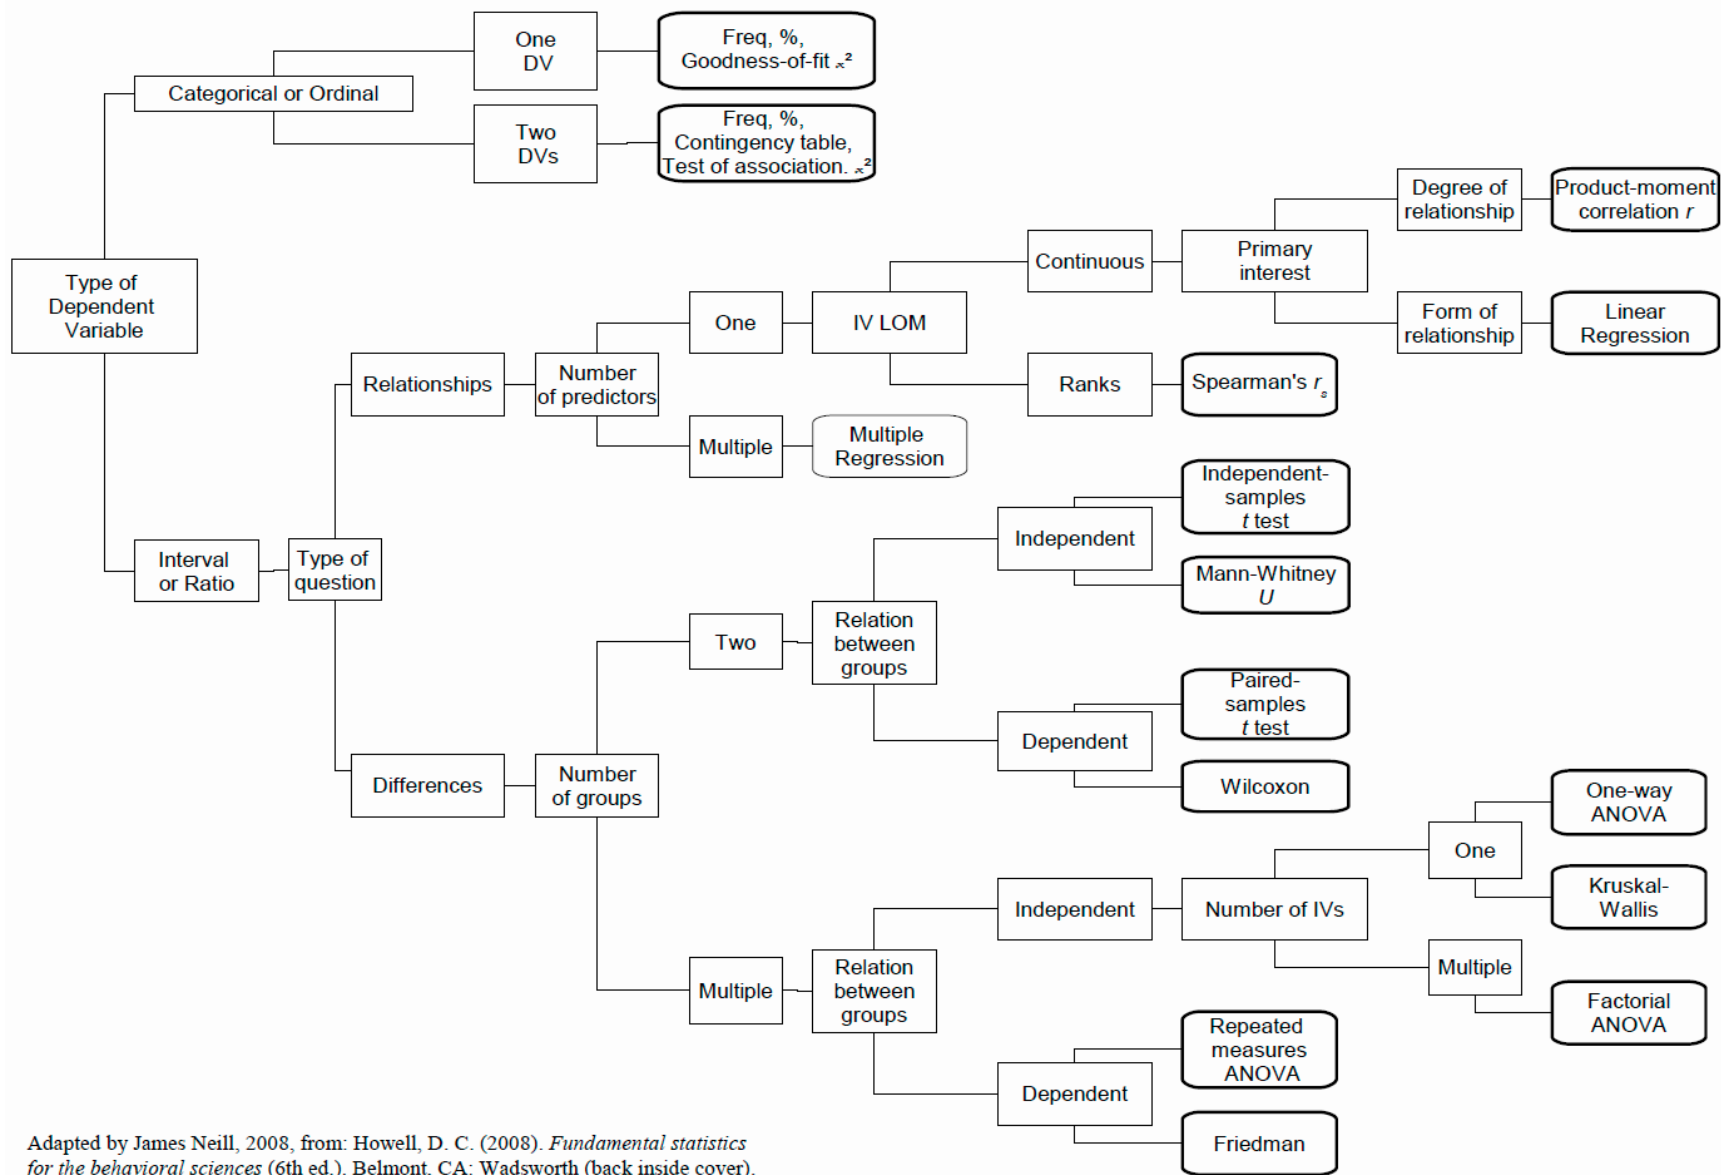 One
DV
Freq, %,
Goodness-of-fit ϰ²
Categorical or Ordinal
Two
DVs
Freq, %,
Contingency table,
Test of association. ϰ²
Type of
Dependent
Variable
Degree of
relationship
Product-moment
correlation r
Continuous
Primary
interest
One
IV LOM
Form of
relationship
Linear
Regression
Relationships
Number
of predictors
Ranks
Spearman's rs
Multiple
Multiple
Regression
Independent-
samples
t test
Independent
Mann-Whitney
U
Interval
or Ratio
Type of
question
Two
Relation
between
groups
Paired-
samples
t test
Dependent
Wilcoxon
Differences
Number
of groups
One-way
ANOVA
One
Kruskal-
Wallis
Independent
Number of IVs
Multiple
Relation
between
groups
Multiple
Factorial
ANOVA
Repeated
measures
ANOVA
Dependent
Friedman
Adapted by James Neill, 2008, from: Howell, D. C. (2008). Fundamental statistics
for the behavioral sciences (6th ed.). Belmont, CA: Wadsworth (back inside cover).